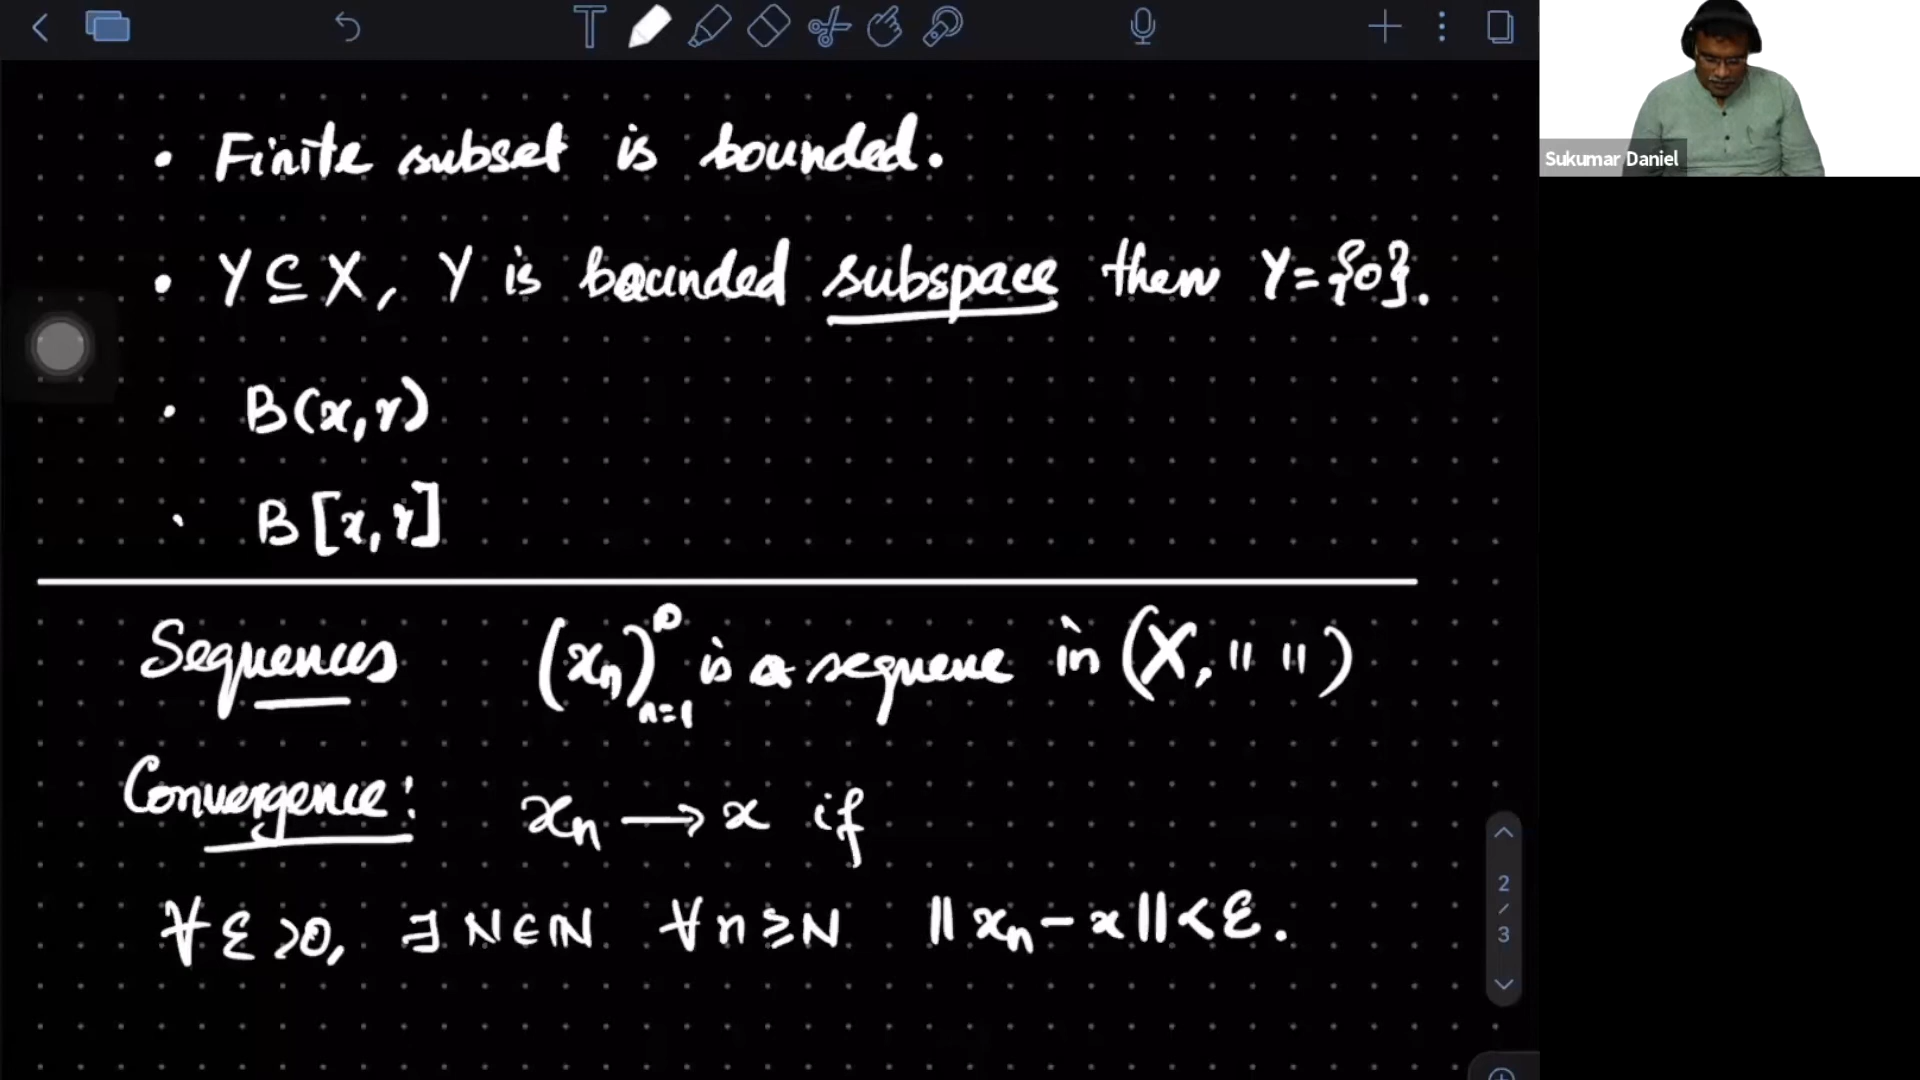 Sukumar Daniel
• Finite subset is bounded.
• Y ⊆ X, Y is bounded subspace then Y = {0}.
• B(x, r)
• B[x, r]
Sequences (xₙ)^∞_{n=1} is a sequene in (X, || ||)
Convergence: xₙ → x if
∀ ε > 0, ∃ N ∈ ℕ ∀ n ≥ N || xₙ - x || < ε.
2
/
3